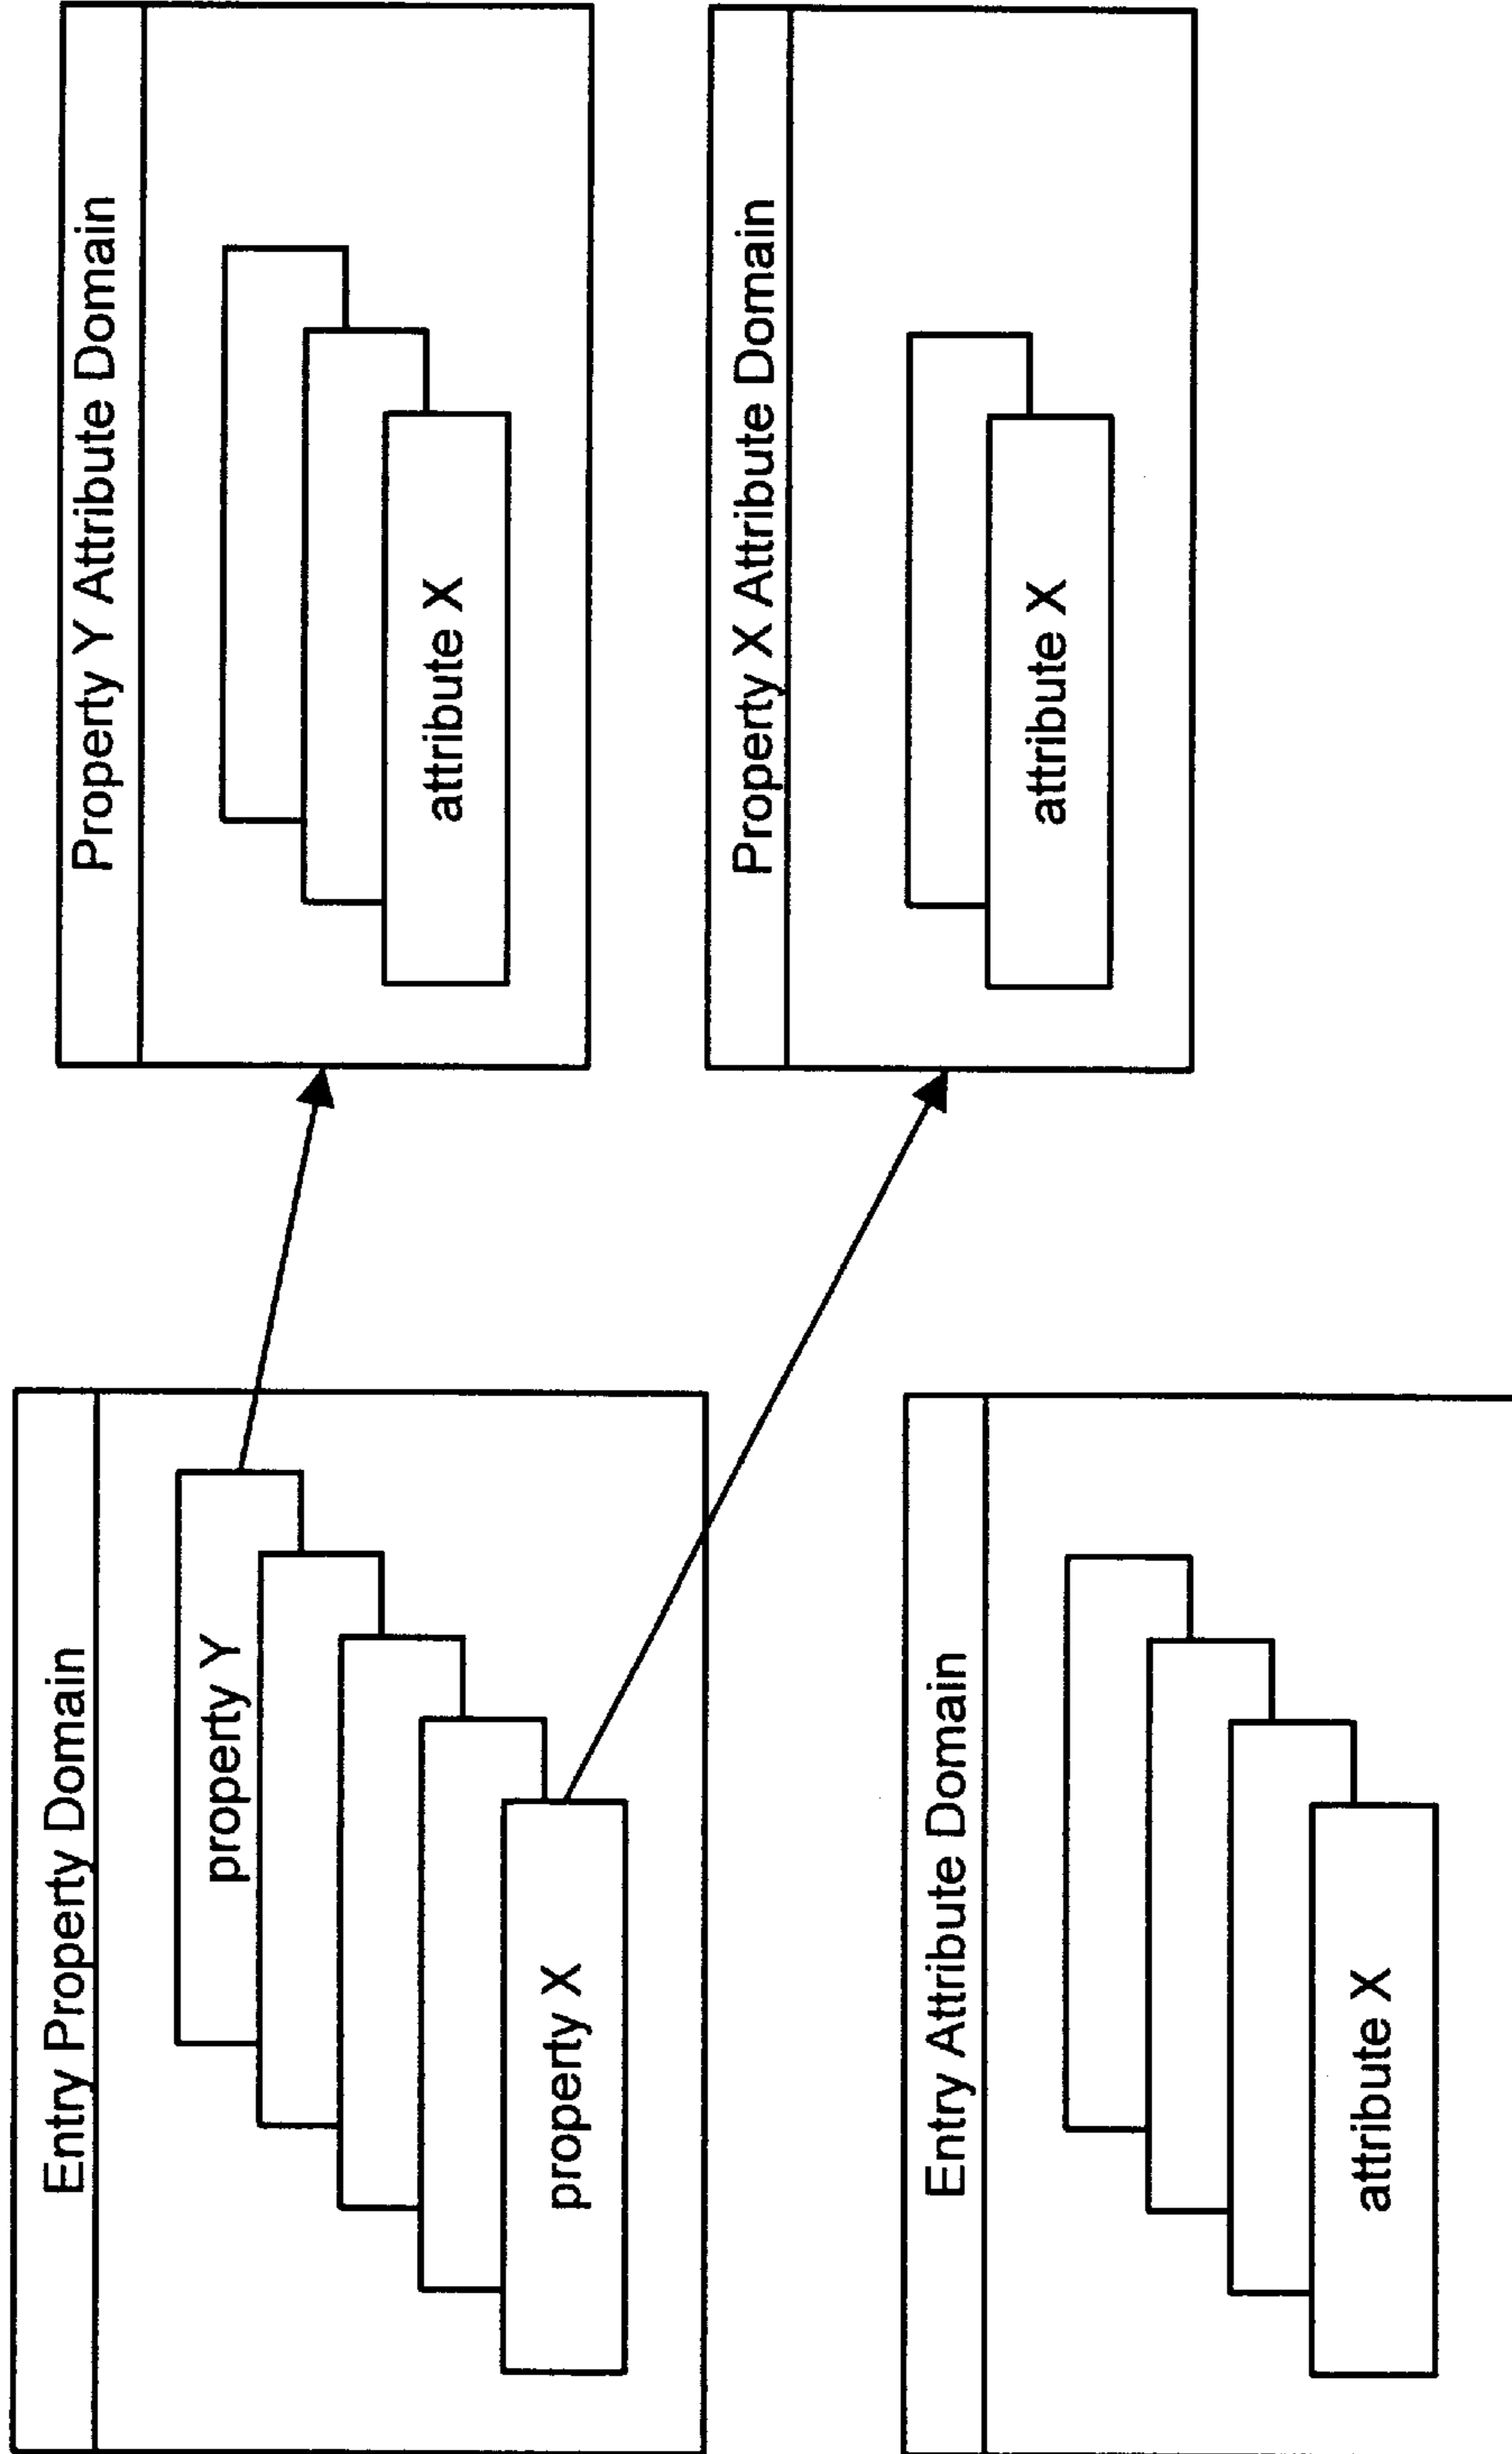 Entry Property Domain
property Y
property X
Property Y Attribute Domain
attribute X
Entry Attribute Domain
attribute X
Property X Attribute Domain
attribute X